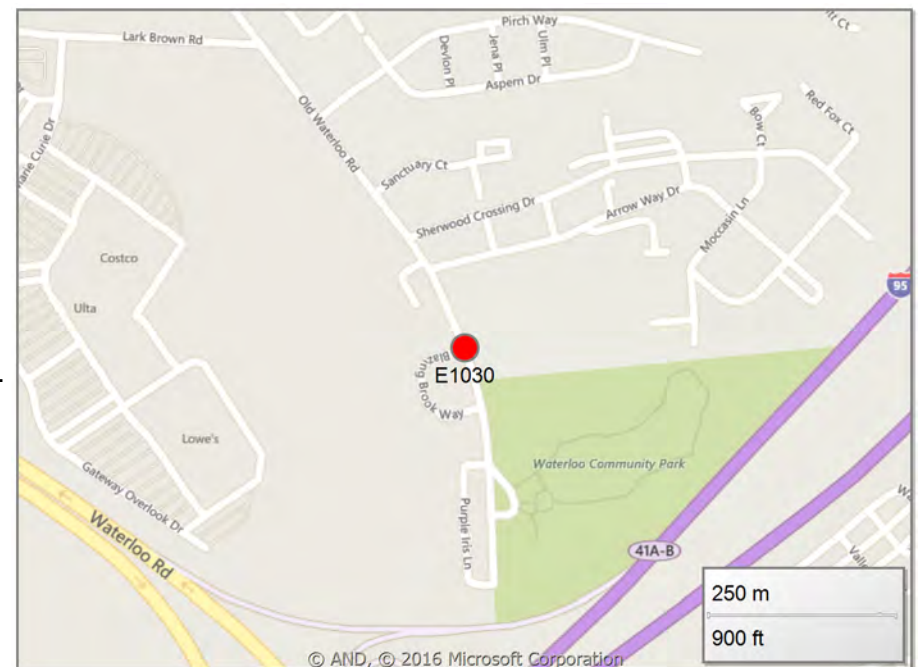 Pirch Way
Lark Brown Rd
Devlon Pl
Jena Pl
Ulm Pl
Aspern Dr
Old Waterloo Rd
Red Fox Ct
Bow Ct
Sanctuary Ct
Sherwood Crossing Dr
Arrow Way Dr
Moccasin Ln
Costco
Ulta
95
Blazing Brook Way
E1030
Lowe's
Waterloo Community Park
Gateway Overlook Dr
Purple Iris Ln
Waterloo Rd
41A-B
250 m
900 ft
© AND, © 2016 Microsoft Corporation